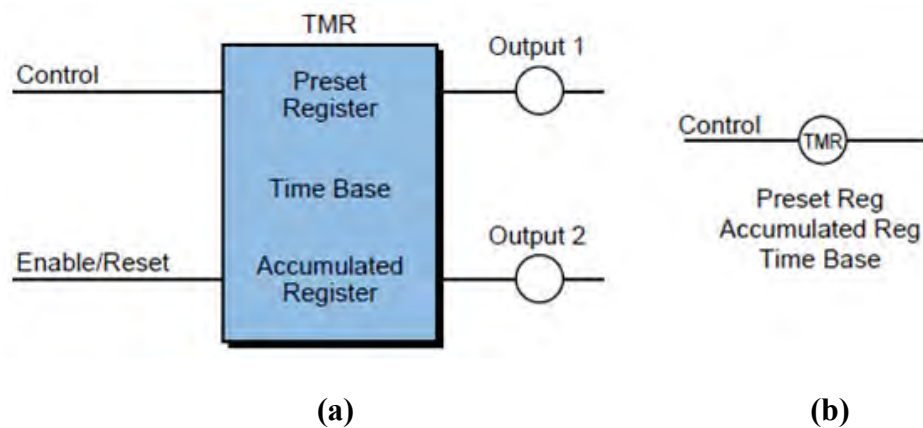 TMR
Control
Preset
Register
Output 1
Time Base
Enable/Reset
Accumulated
Register
Output 2
(a)
Control
TMR
Preset Reg
Accumulated Reg
Time Base
(b)